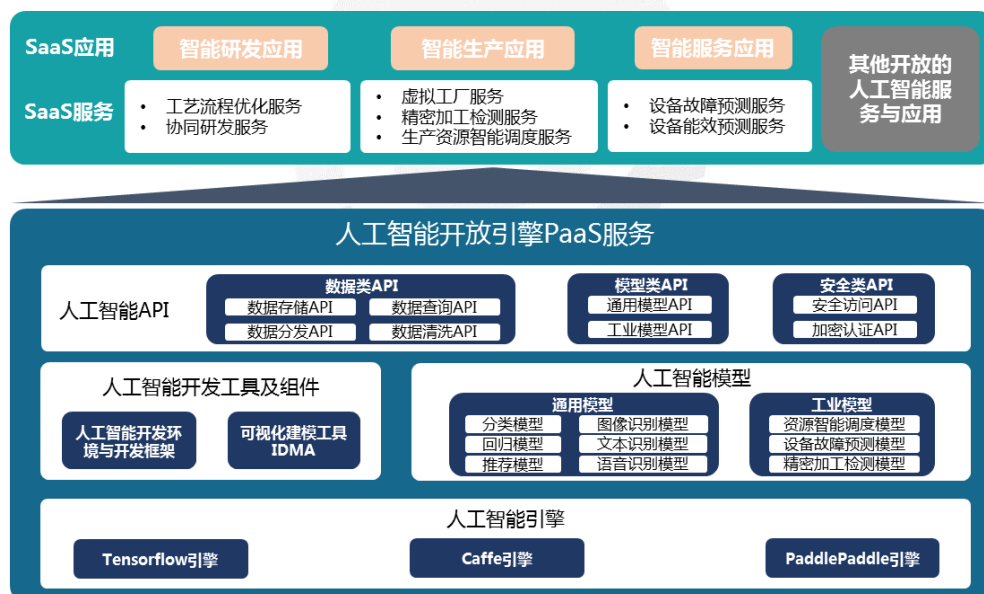 SaaS应用
智能研发应用
智能生产应用
智能服务应用
其他开放的
人工智能服
务与应用
SaaS服务
• 工艺流程优化服务
• 协同研发服务
• 虚拟工厂服务
• 精密加工检测服务
• 生产资源智能调度服务
• 设备故障预测服务
• 设备能效预测服务
人工智能开放引擎PaaS服务
人工智能API
数据类API
数据存储API
数据查询API
数据分发API
数据清洗API
模型类API
通用模型API
工业模型API
安全类API
安全访问API
加密认证API
人工智能开发工具及组件
人工智能开发环
境与开发框架
可视化建模工具
IDMA
人工智能模型
通用模型
分类模型
图像识别模型
回归模型
文本识别模型
推荐模型
语音识别模型
工业模型
资源智能调度模型
设备故障预测模型
精密加工检测模型
人工智能引擎
Tensorflow引擎
Caffe引擎
PaddlePaddle引擎